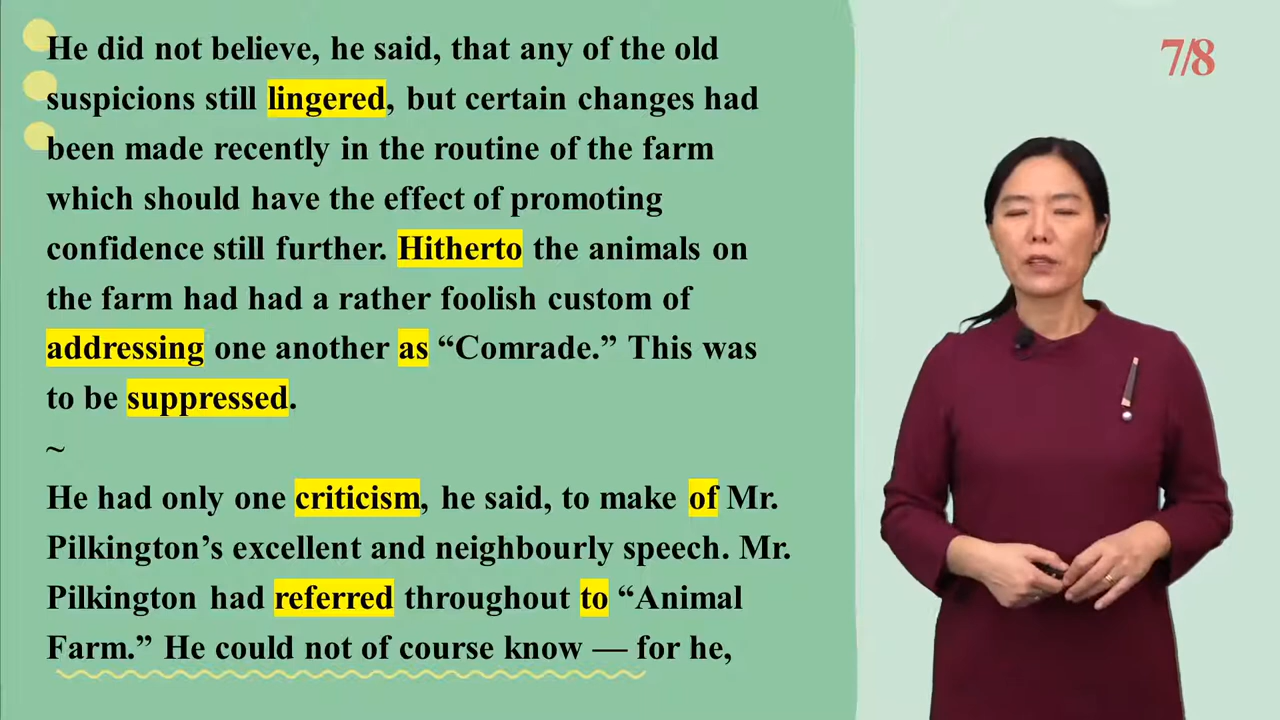 He did not believe, he said, that any of the old
suspicions still lingered, but certain changes had
been made recently in the routine of the farm
which should have the effect of promoting
confidence still further. Hitherto the animals on
the farm had had a rather foolish custom of
addressing one another as “Comrade.” This was
to be suppressed.
~
He had only one criticism, he said, to make of Mr.
Pilkington’s excellent and neighbourly speech. Mr.
Pilkington had referred throughout to “Animal
Farm.” He could not of course know — for he,
7/8